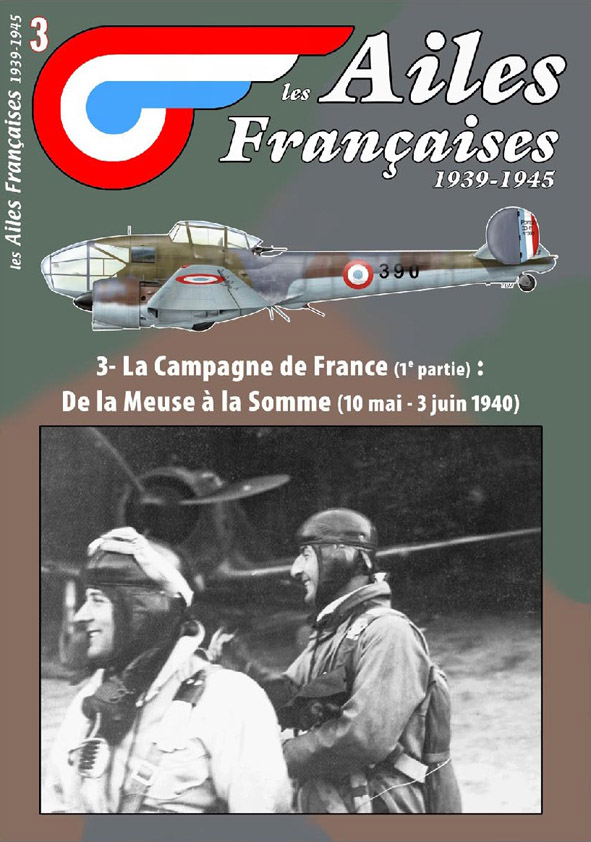 3
les Ailes Françaises 1939-1945
les Ailes
Françaises
1939-1945
390
3- La Campagne de France (1e partie) :
De la Meuse à la Somme (10 mai - 3 juin 1940)